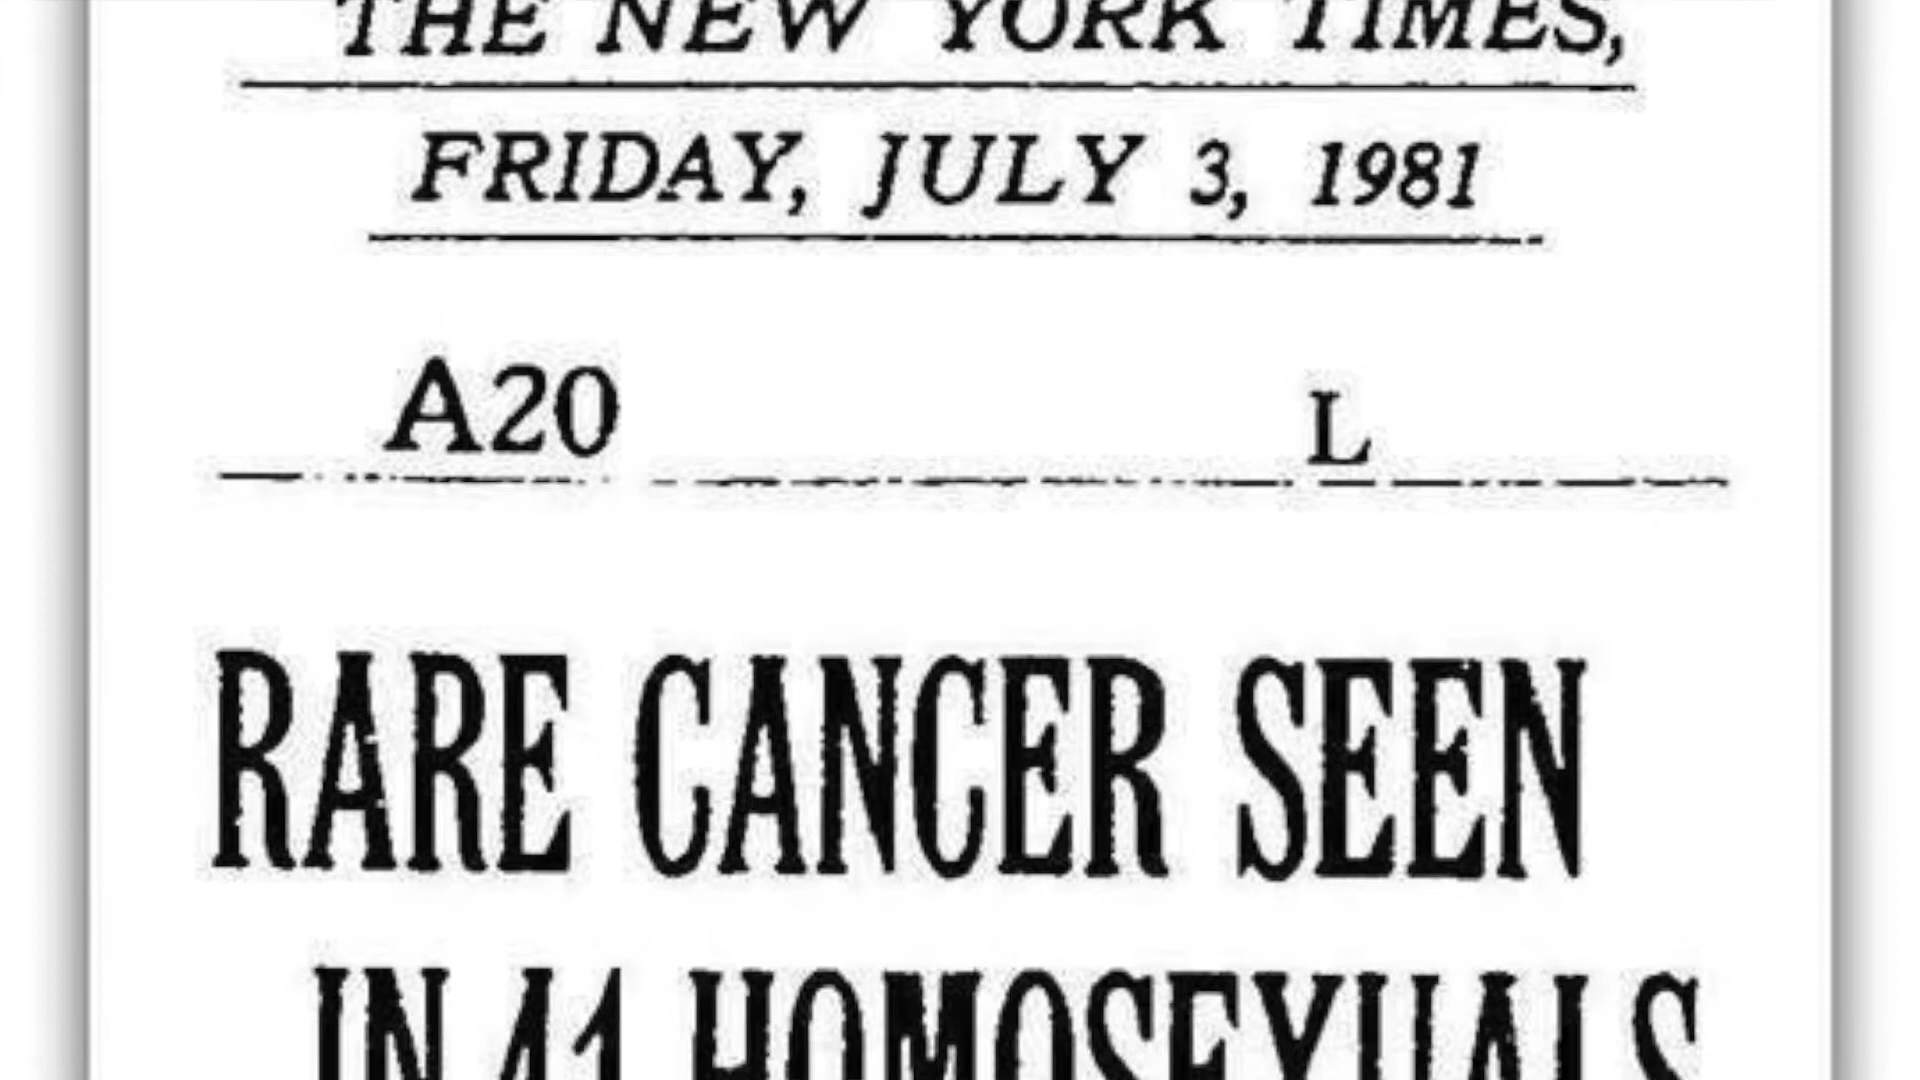 THE NEW YORK TIMES,
FRIDAY, JULY 3, 1981
A20 L
RARE CANCER SEEN
IN 41 HOMOSEXUALS